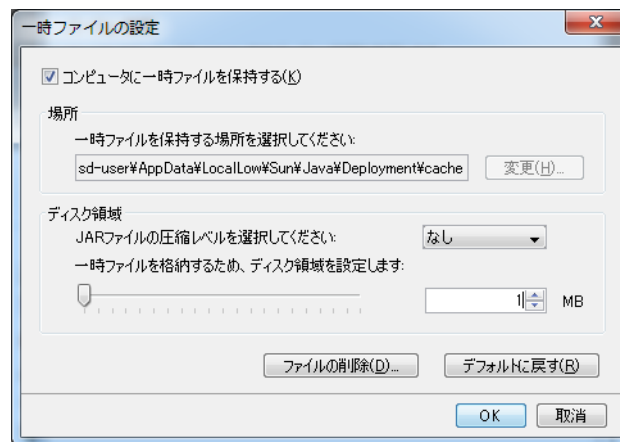 一時ファイルの設定
コンピュータに一時ファイルを保持する(K)
場所
一時ファイルを保持する場所を選択してください:
sd-user¥AppData¥LocalLow¥Sun¥Java¥Deployment¥cache 変更(H)...
ディスク領域
JARファイルの圧縮レベルを選択してください: なし
一時ファイルを格納するため、ディスク領域を設定します:
1 MB
ファイルの削除(D)... デフォルトに戻す(R)
OK 取消